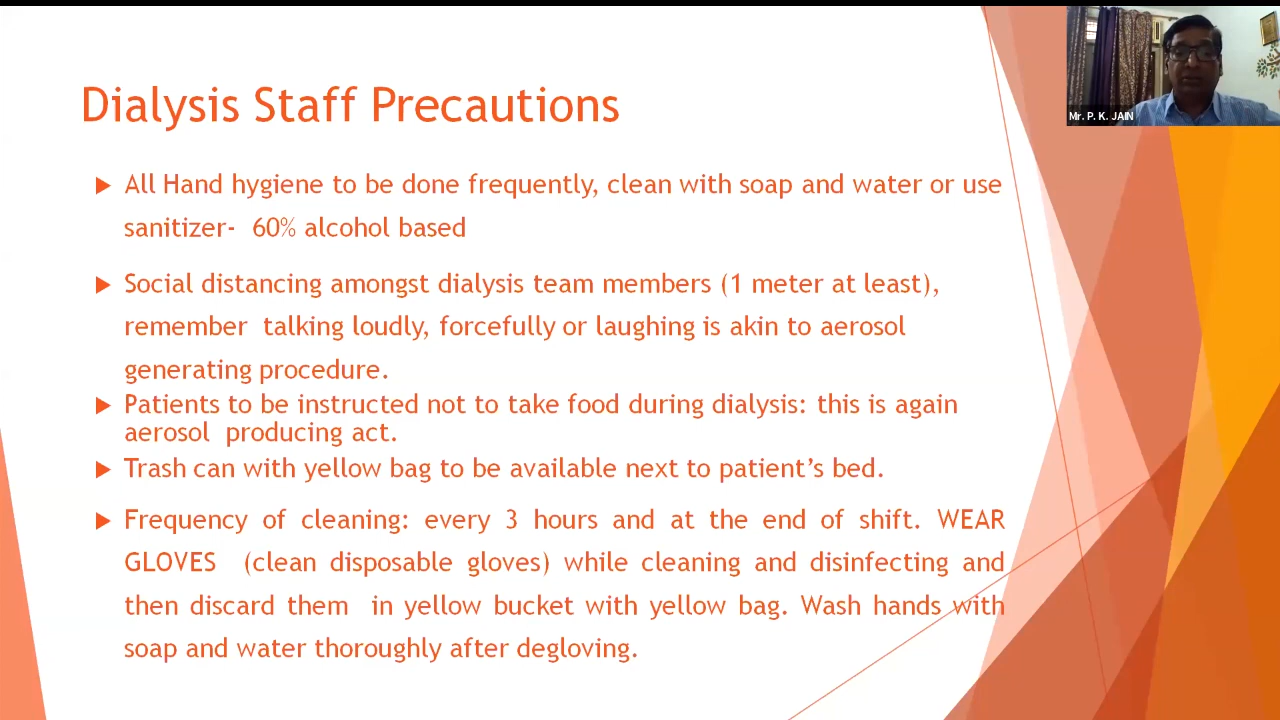 Dialysis Staff Precautions
Mr. P. K. JAIN
All Hand hygiene to be done frequently, clean with soap and water or use
sanitizer- 60% alcohol based
Social distancing amongst dialysis team members (1 meter at least),
remember talking loudly, forcefully or laughing is akin to aerosol
generating procedure.
Patients to be instructed not to take food during dialysis: this is again
aerosol producing act.
Trash can with yellow bag to be available next to patient’s bed.
Frequency of cleaning: every 3 hours and at the end of shift. WEAR
GLOVES (clean disposable gloves) while cleaning and disinfecting and
then discard them in yellow bucket with yellow bag. Wash hands with
soap and water thoroughly after degloving.